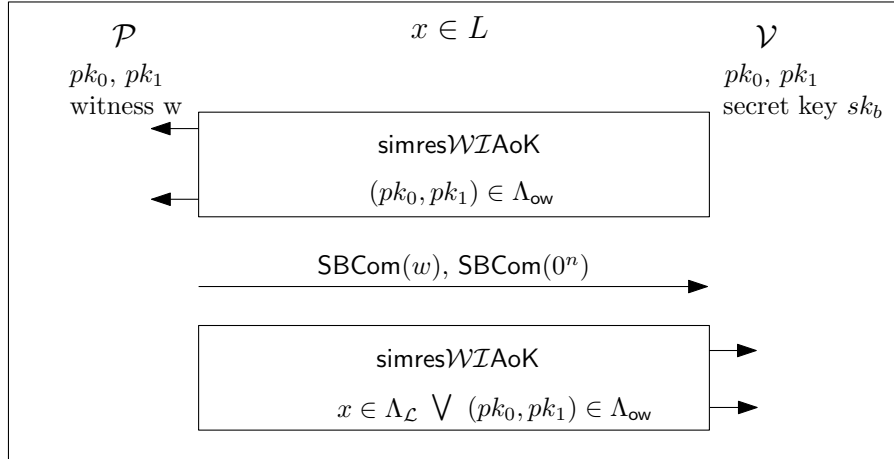 x ∈ L
𝒫
𝒱
pk₀, pk₁
witness w
pk₀, pk₁
secret key sk_b
simres𝒲ℐAoK
(pk₀, pk₁) ∈ Λ_ow
SBCom(w), SBCom(0ⁿ)
simres𝒲ℐAoK
x ∈ Λ_ℒ ⋁ (pk₀, pk₁) ∈ Λ_ow